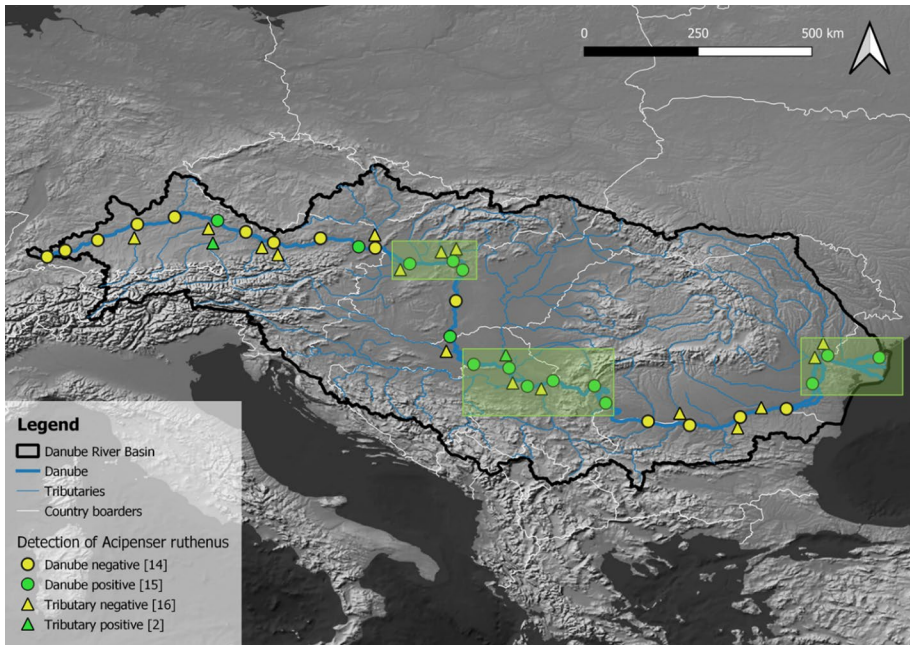 0 250 500 km
Legend
Danube River Basin
Danube
Tributaries
Country boarders
Detection of Acipenser ruthenus
Danube negative [14]
Danube positive [15]
Tributary negative [16]
Tributary positive [2]